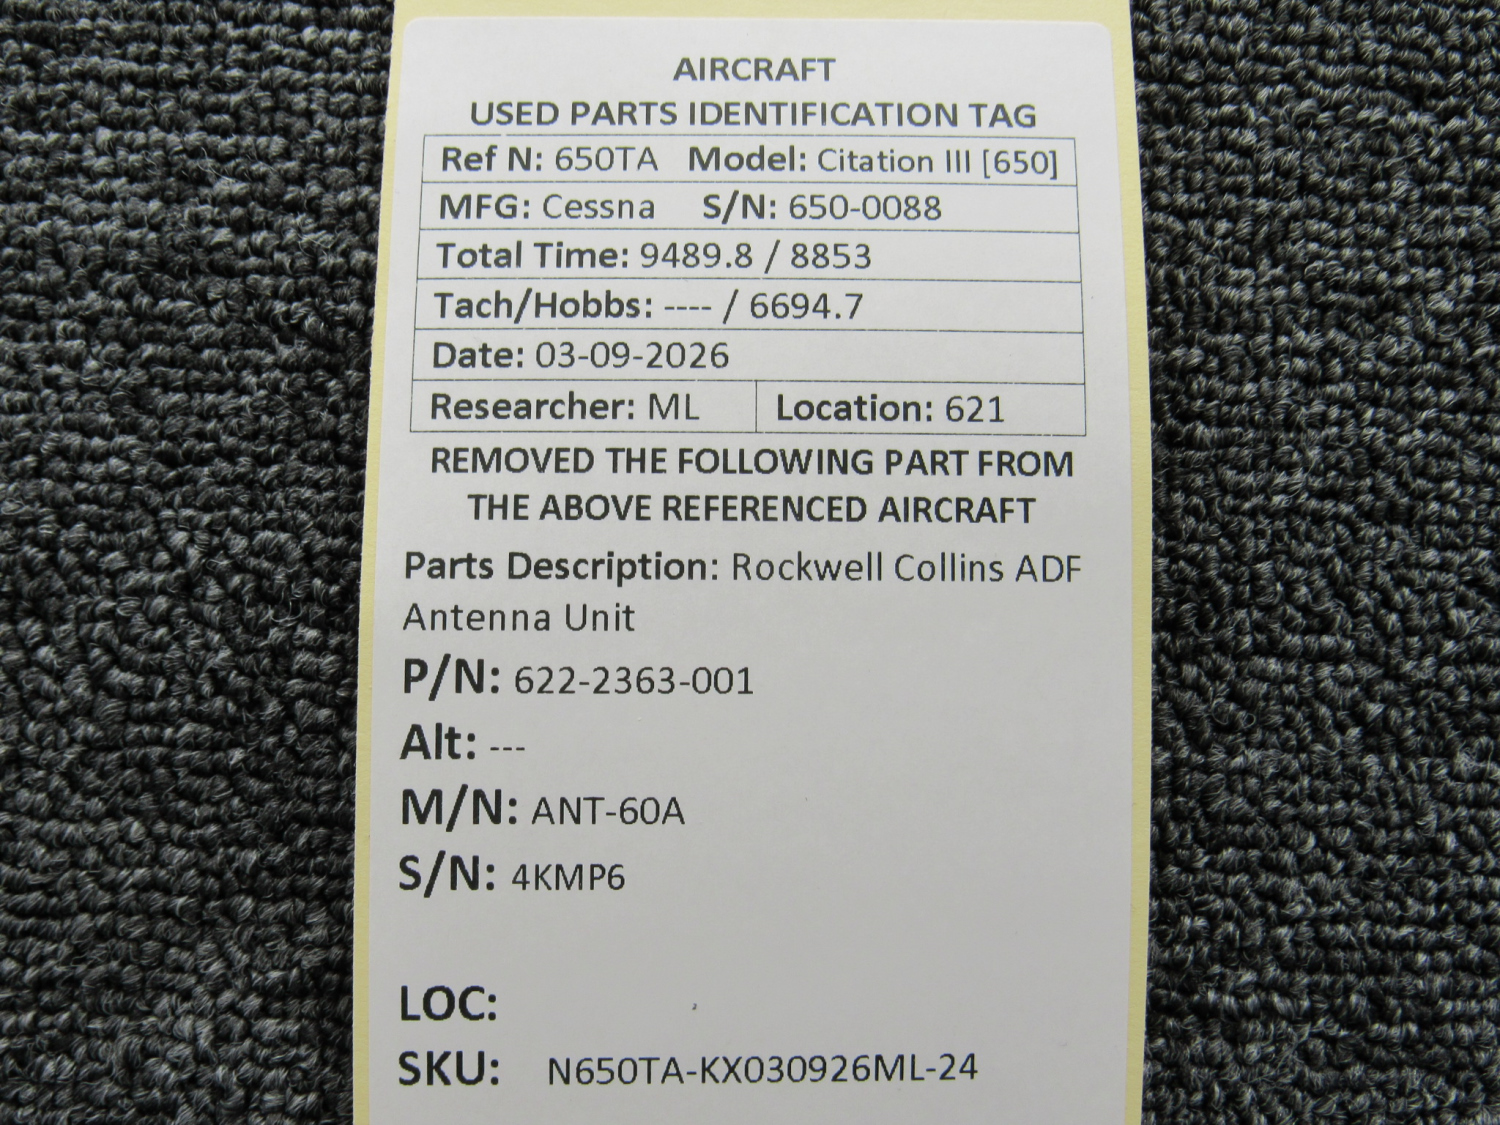 AIRCRAFT
USED PARTS IDENTIFICATION TAG
Ref N: 650TA Model: Citation III [650]
MFG: Cessna S/N: 650-0088
Total Time: 9489.8 / 8853
Tach/Hobbs: ---- / 6694.7
Date: 03-09-2026
Researcher: ML Location: 621
REMOVED THE FOLLOWING PART FROM
THE ABOVE REFERENCED AIRCRAFT
Parts Description: Rockwell Collins ADF
Antenna Unit
P/N: 622-2363-001
Alt: ---
M/N: ANT-60A
S/N: 4KMP6
LOC:
SKU: N650TA-KX030926ML-24